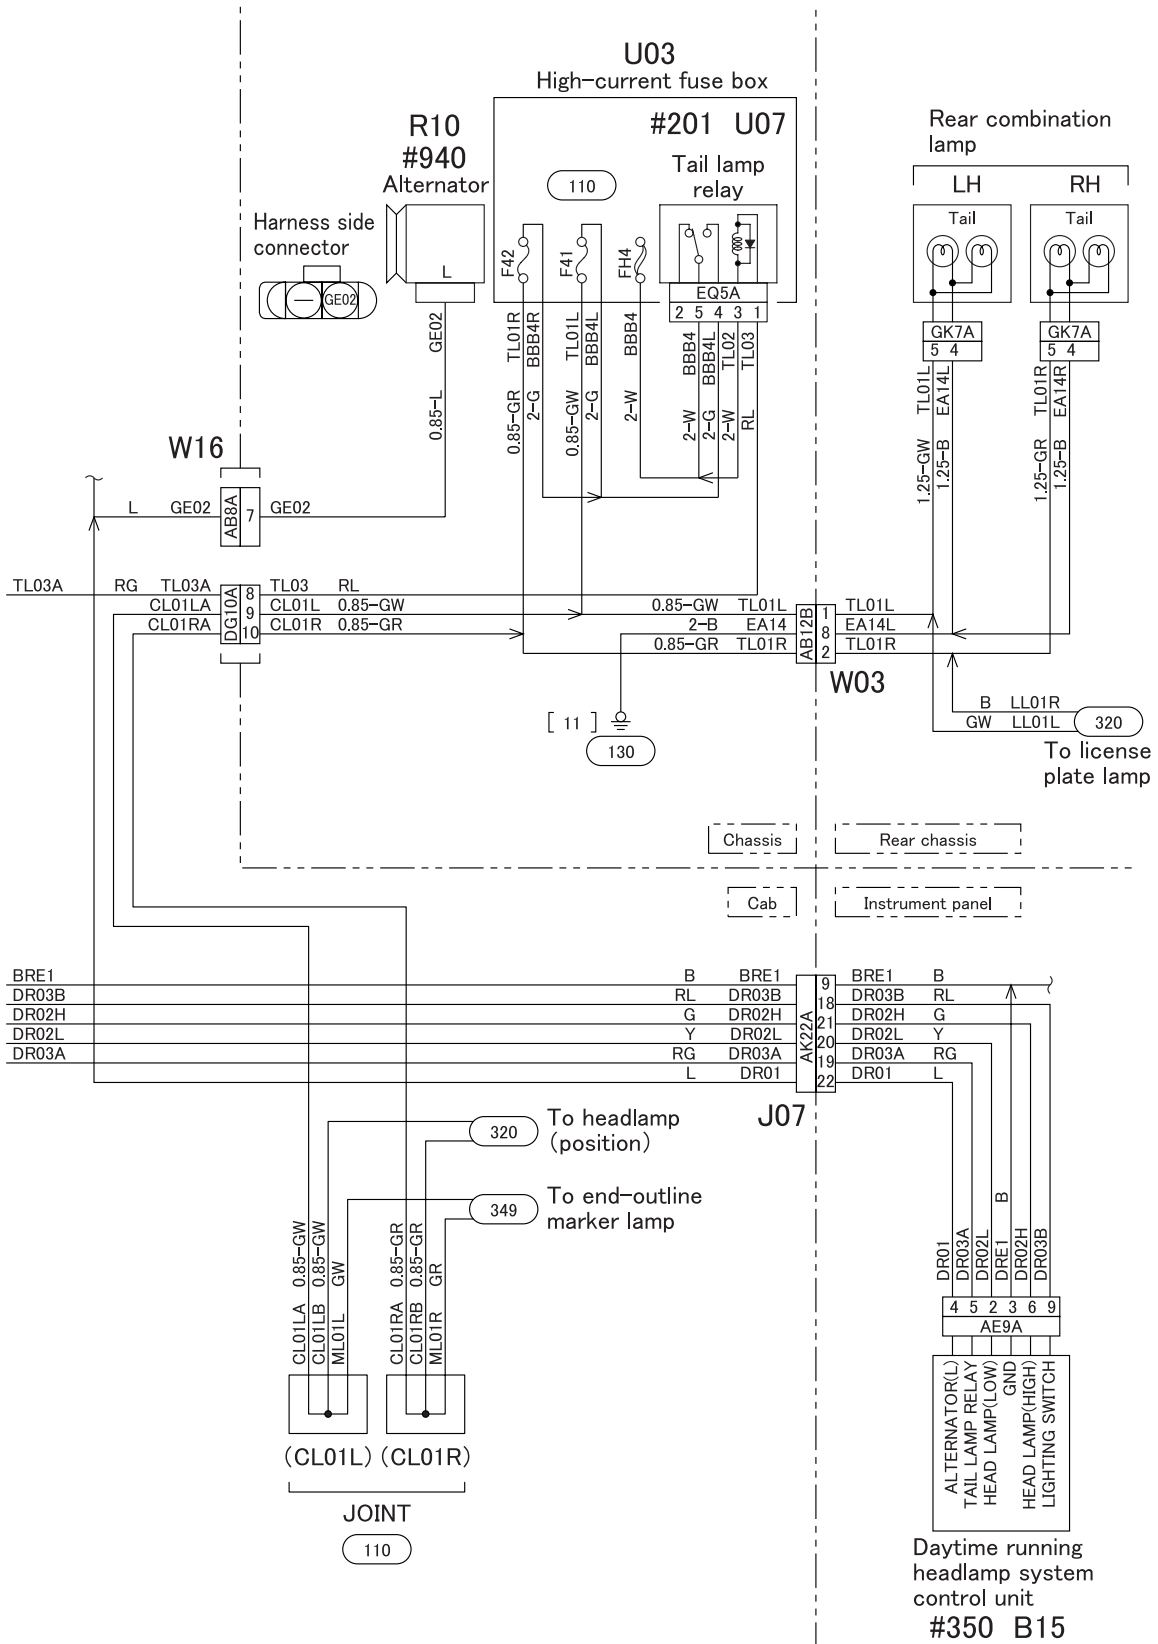 U03
High-current fuse box
#201 U07
R10
#940
Alternator
110
Tail lamp
relay
Rear combination
lamp
LH RH
Tail Tail
Harness side
connector
GE02
L
F42 F41 FH4
EQ5A
2 5 4 3 1
GK7A GK7A
5 4 5 4
GE02
0.85-L
TL01R
0.85-GR
BBB4R
2-G
TL01L
0.85-GW
BBB4L
2-G
BBB4
2-W
BBB4
2-W
BBB4L
2-G
TL02
2-W
TL03
RL
TL01L
1.25-GW
EA14L
1.25-B
TL01R
1.25-GR
EA14R
1.25-B
W16
L GE02 AB8A 7 GE02
TL03A RG TL03A 8 TL03 RL
CL01LA 9 CL01L 0.85-GW
CL01RA 10 CL01R 0.85-GR
DG10A
0.85-GW TL01L 1 TL01L
2-B EA14 8 EA14L
0.85-GR TL01R 2 TL01R
AB12B
W03
[ 11 ]
130
B LL01R
GW LL01L
320
To license
plate lamp
Chassis Rear chassis
Cab Instrument panel
BRE1 B BRE1 9 BRE1 B
DR03B RL DR03B 18 DR03B RL
DR02H G DR02H 21 DR02H G
DR02L Y DR02L 20 DR02L Y
DR03A RG DR03A 19 DR03A RG
L DR01 22 DR01 L
AK22A
J07
320
To headlamp
(position)
349
To end-outline
marker lamp
CL01LA 0.85-GW
CL01LB 0.85-GW
ML01L GW
CL01RA 0.85-GR
CL01RB 0.85-GR
ML01R GR
(CL01L) (CL01R)
JOINT
110
DR01
DR03A
DR02L
DRE1 B
DR02H
DR03B
4 5 2 3 6 9
AE9A
ALTERNATOR(L)
TAIL LAMP RELAY
HEAD LAMP(LOW)
GND
HEAD LAMP(HIGH)
LIGHTING SWITCH
Daytime running
headlamp system
control unit
#350 B15